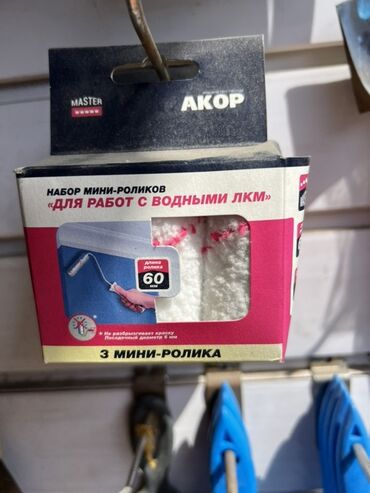 MASTER
АКОР
НАБОР МИНИ-РОЛИКОВ
«ДЛЯ РАБОТ С ВОДНЫМИ ЛКМ»
длина
ролика
60
мм
* Не разбрызгивает краску
Посадочный диаметр 6 мм
3 МИНИ-РОЛИКА